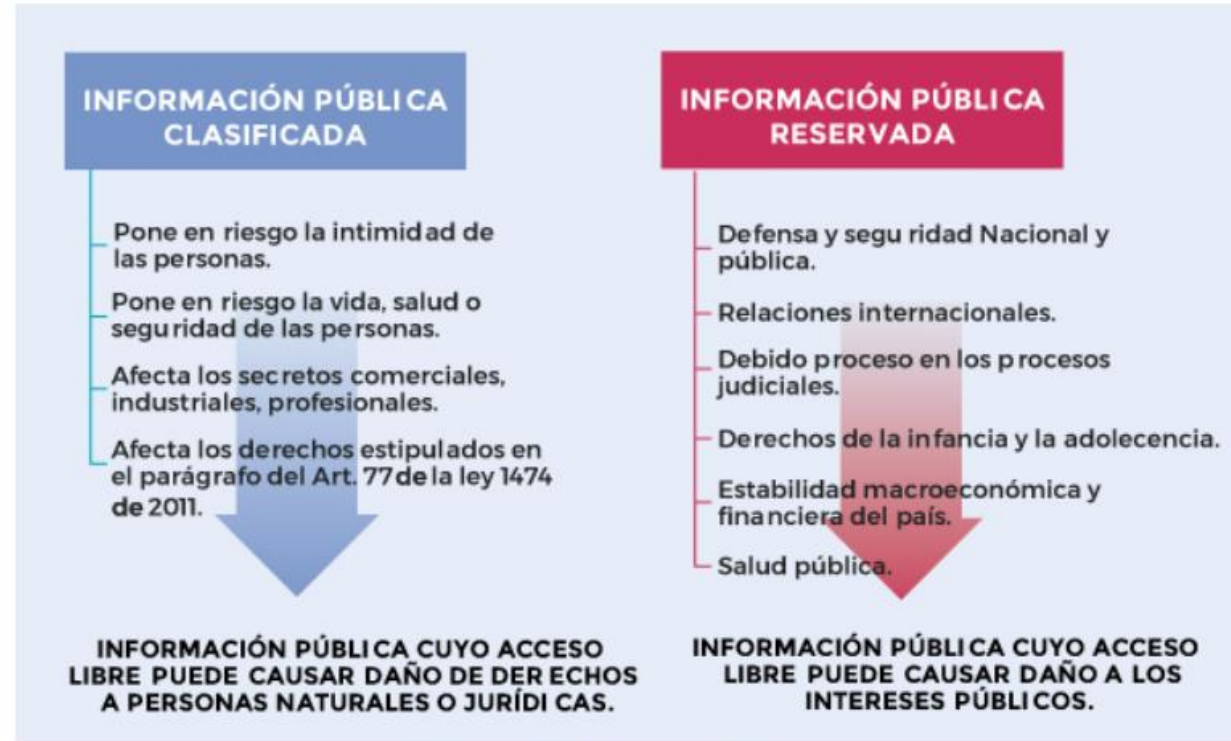 INFORMACIÓN PÚBLICA
CLASIFICADA
Pone en riesgo la intimidad de
las personas.
Pone en riesgo la vida, salud o
seguridad de las personas.
Afecta los secretos comerciales,
industriales, profesionales.
Afecta los derechos estipulados en
el parágrafo del Art. 77 de la ley 1474
de 2011.
INFORMACIÓN PÚBLICA CUYO ACCESO
LIBRE PUEDE CAUSAR DAÑO DE DERECHOS
A PERSONAS NATURALES O JURÍDICAS.
INFORMACIÓN PÚBLICA
RESERVADA
Defensa y seguridad Nacional y
pública.
Relaciones internacionales.
Debido proceso en los procesos
judiciales.
Derechos de la infancia y la adolecencia.
Estabilidad macroeconómica y
financiera del país.
Salud pública.
INFORMACIÓN PÚBLICA CUYO ACCESO
LIBRE PUEDE CAUSAR DAÑO A LOS
INTERESES PÚBLICOS.